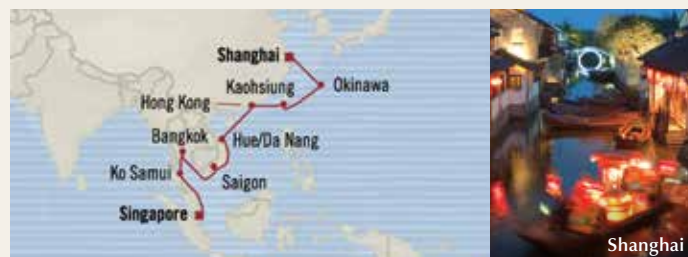 Shanghai
Okinawa
Kaohsiung
Hong Kong
Hue/Da Nang
Bangkok
Saigon
Ko Samui
Singapore
Shanghai